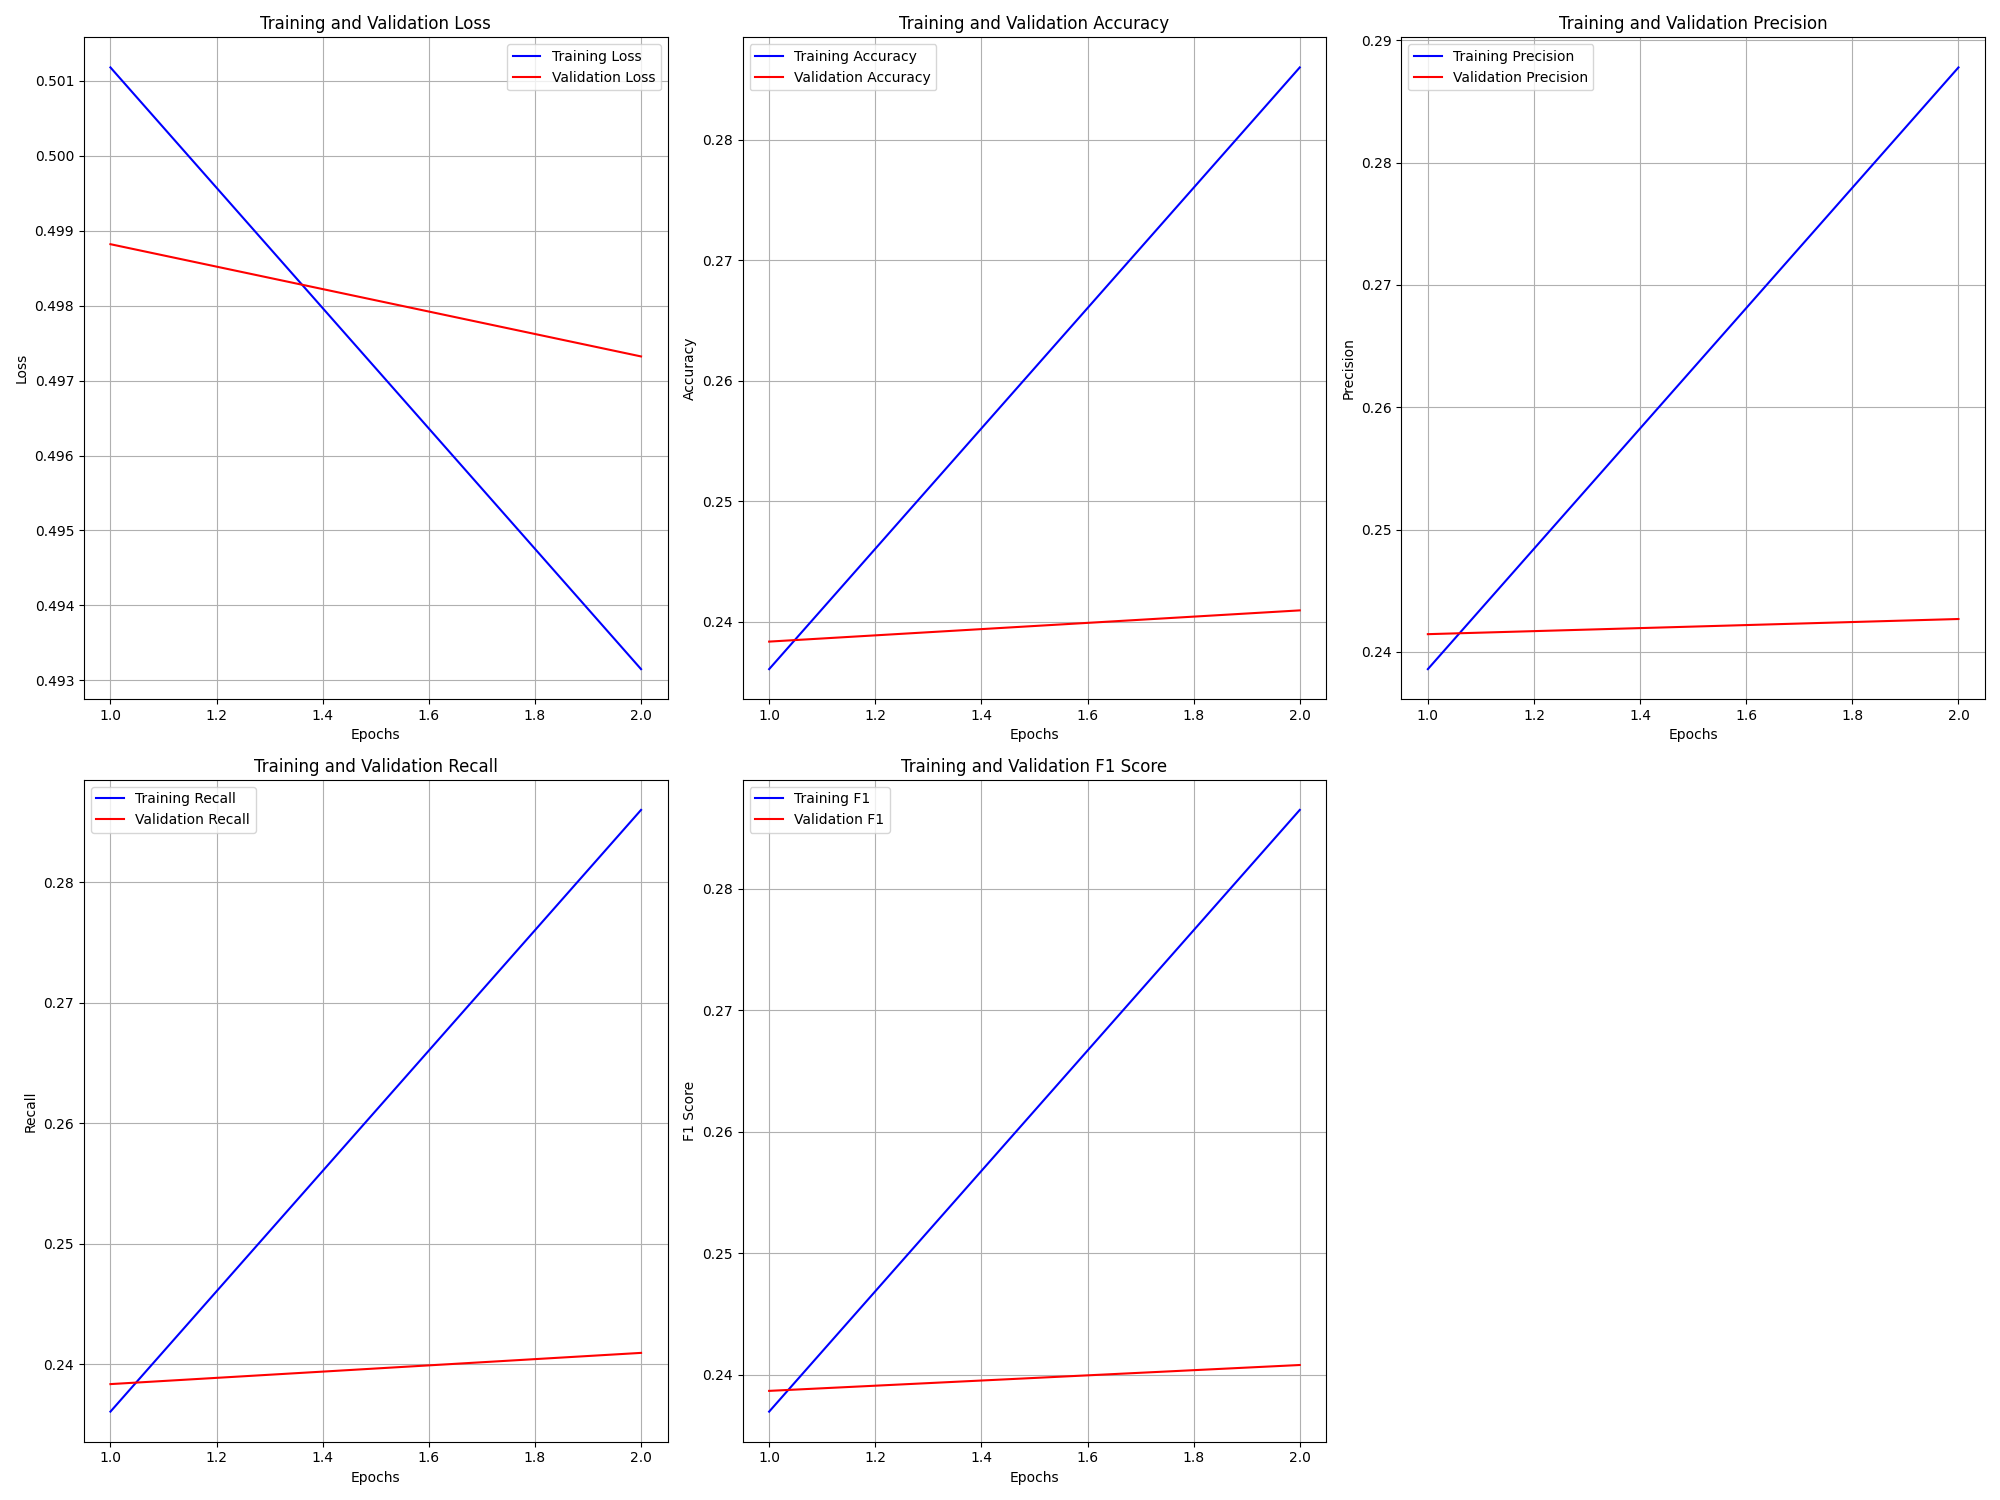 Training and Validation Loss
Training Loss
Validation Loss
0.501
0.500
0.499
0.498
0.497
0.496
0.495
0.494
0.493
Loss
1.0 1.2 1.4 1.6 1.8 2.0
Epochs
Training and Validation Accuracy
Training Accuracy
Validation Accuracy
0.28
0.27
0.26
0.25
0.24
Accuracy
1.0 1.2 1.4 1.6 1.8 2.0
Epochs
Training and Validation Precision
Training Precision
Validation Precision
0.29
0.28
0.27
0.26
0.25
0.24
Precision
1.0 1.2 1.4 1.6 1.8 2.0
Epochs
Training and Validation Recall
Training Recall
Validation Recall
0.28
0.27
0.26
0.25
0.24
Recall
1.0 1.2 1.4 1.6 1.8 2.0
Epochs
Training and Validation F1 Score
Training F1
Validation F1
0.28
0.27
0.26
0.25
0.24
F1 Score
1.0 1.2 1.4 1.6 1.8 2.0
Epochs